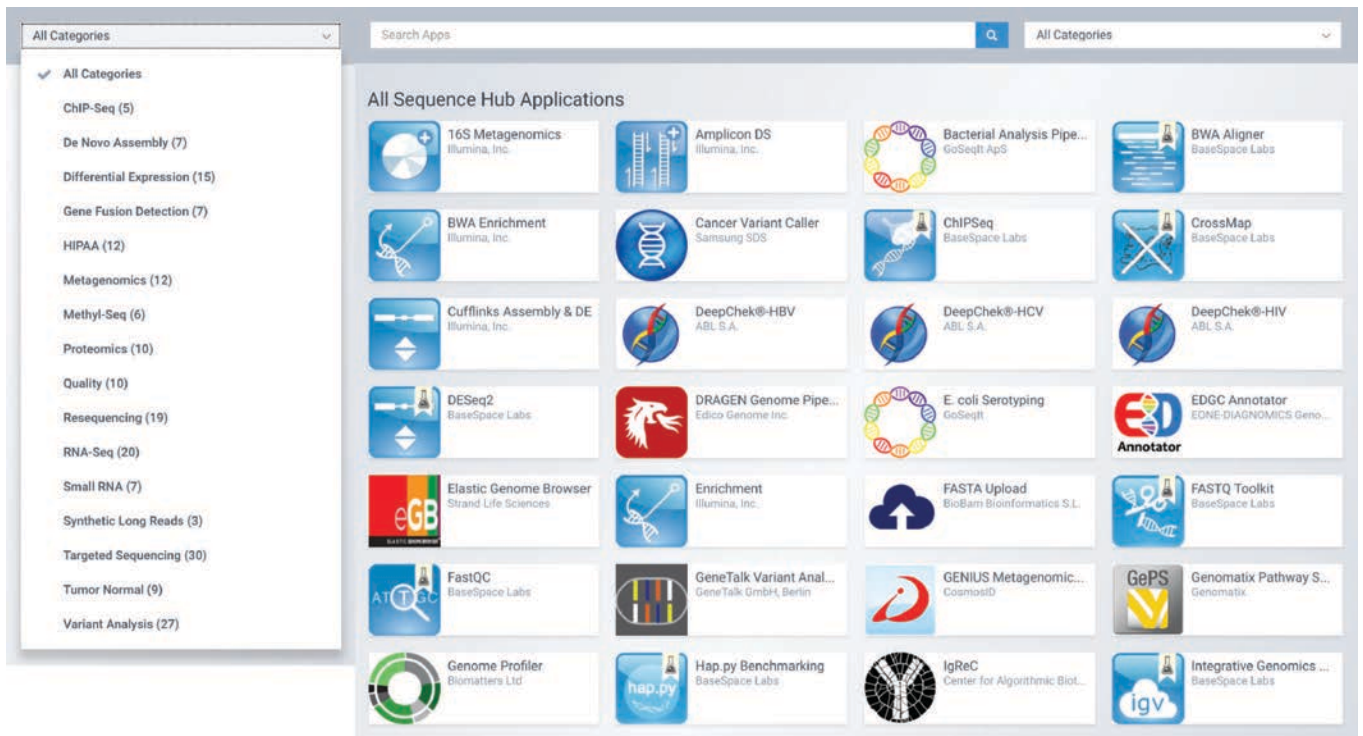 All Categories
Search Apps
All Categories
All Categories
ChIP-Seq (5)
De Novo Assembly (7)
Differential Expression (15)
Gene Fusion Detection (7)
HIPAA (12)
Metagenomics (12)
Methyl-Seq (6)
Proteomics (10)
Quality (10)
Resequencing (19)
RNA-Seq (20)
Small RNA (7)
Synthetic Long Reads (3)
Targeted Sequencing (30)
Tumor Normal (9)
Variant Analysis (27)
All Sequence Hub Applications
16S Metagenomics
Illumina, Inc.
Amplicon DS
Illumina, Inc.
Bacterial Analysis Pipe...
GoSeqIt ApS
BWA Aligner
BaseSpace Labs
BWA Enrichment
Illumina, Inc.
Cancer Variant Caller
Samsung SDS
ChIPSeq
BaseSpace Labs
CrossMap
BaseSpace Labs
Cufflinks Assembly & DE
Illumina, Inc.
DeepChek®-HBV
ABL S.A.
DeepChek®-HCV
ABL S.A.
DeepChek®-HIV
ABL S.A.
DESeq2
BaseSpace Labs
DRAGEN Genome Pipe...
Edico Genome Inc.
E. coli Serotyping
GoSeqIt
ED
Annotator
EDGC Annotator
EONE-DIAGNOMICS Geno...
eGB
Elastic Genome Browser
Strand Life Sciences
Enrichment
Illumina, Inc.
FASTA Upload
BioBam Bioinformatics S.L.
FASTQ Toolkit
BaseSpace Labs
ATTGC
FastQC
BaseSpace Labs
GeneTalk Variant Anal...
GeneTalk GmbH, Berlin
GENIUS Metagenomic...
CosmosID
GePS
Genomatix Pathway S...
Genomatix
Genome Profiler
Biomatters Ltd
hap.py
Hap.py Benchmarking
BaseSpace Labs
IgReC
Center for Algorithmic Biot...
igv
Integrative Genomics ...
BaseSpace Labs